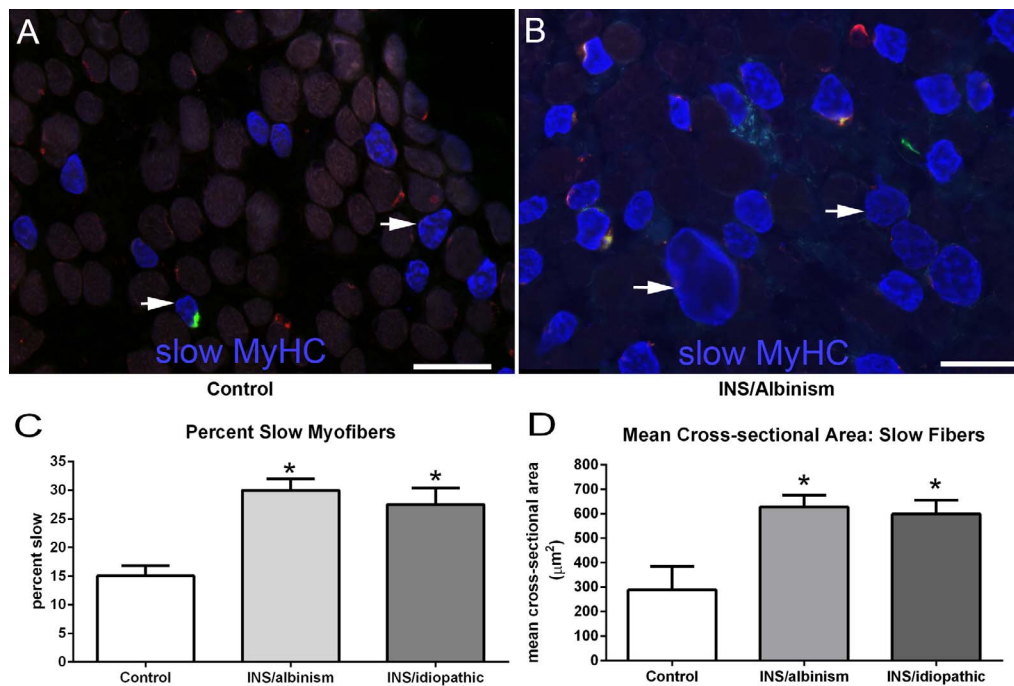 A
B
slow MyHC
slow MyHC
Control
INS/Albinism
C
Percent Slow Myofibers
percent slow
35
30
25
20
15
10
5
0
*
*
Control
INS/albinism
INS/idiopathic
D
Mean Cross-sectional Area: Slow Fibers
mean cross-sectional area
(μm²)
800
700
600
500
400
300
200
100
0
*
*
Control
INS/albinism
INS/idiopathic